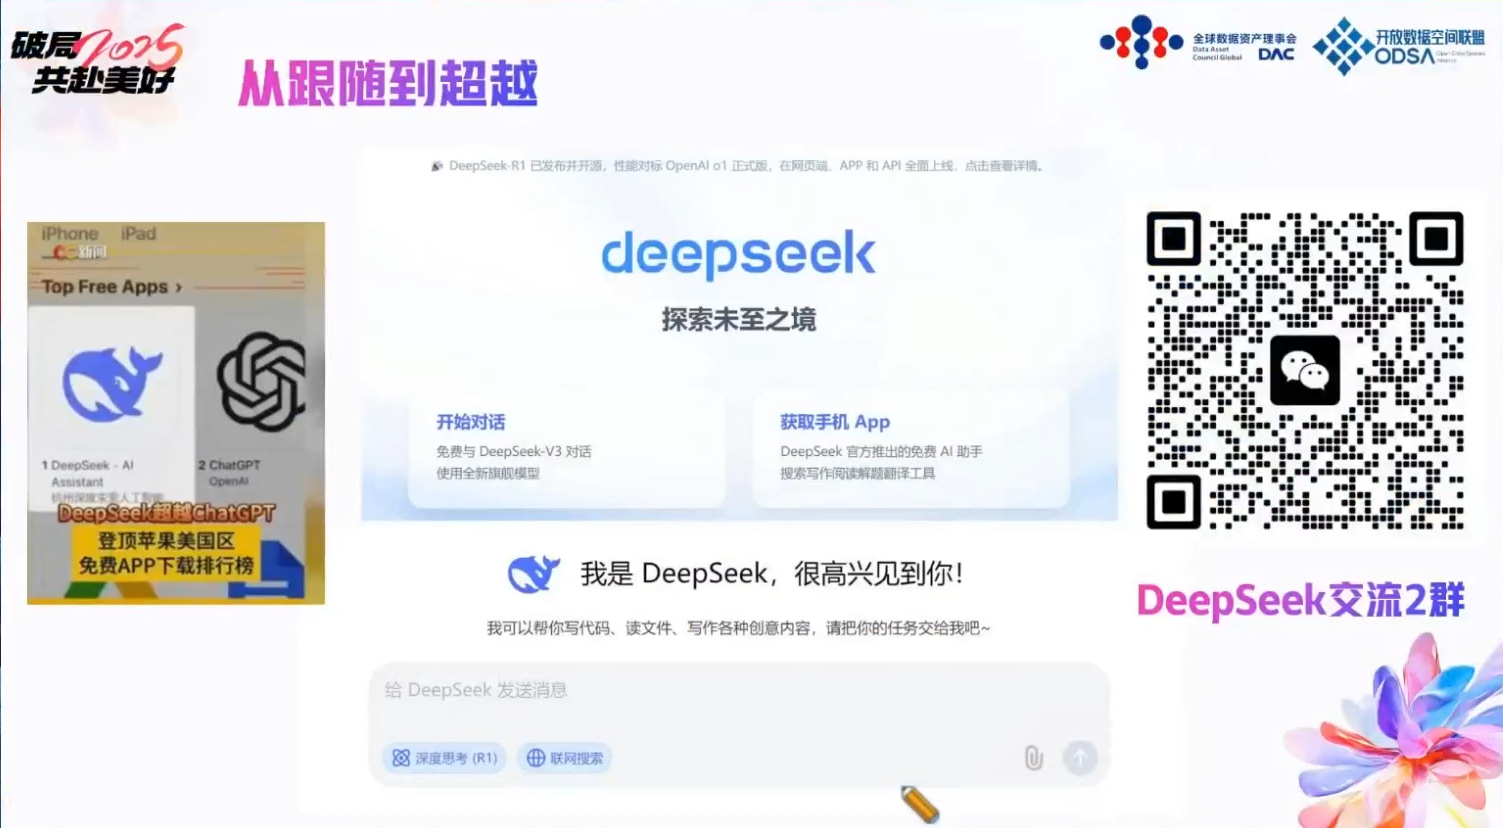 破局2025
共赴美好
从跟随到超越
全球数据资产理事会
Data Asset
Council Global
DAC
开放数据空间联盟
ODSA
iPhone iPad
新闻
Top Free Apps ›
1 DeepSeek - AI
Assistant
2 ChatGPT
OpenAI
DeepSeek超越ChatGPT
登顶苹果美国区
免费APP下载排行榜
DeepSeek-R1 已发布并开源，性能对标 OpenAI o1 正式版，在网页端、APP 和 API 全面上线，点击查看详情。
deepseek
探索未至之境
开始对话
免费与 DeepSeek-V3 对话
使用全新旗舰模型
获取手机 App
DeepSeek 官方推出的免费 AI 助手
搜索写作阅读解题翻译工具
我是 DeepSeek，很高兴见到你！
我可以帮你写代码、读文件、写作各种创意内容，请把你的任务交给我吧~
给 DeepSeek 发送消息
深度思考 (R1)
联网搜索
DeepSeek交流2群